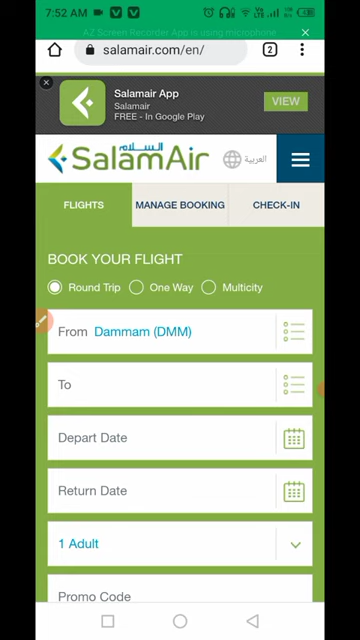 7:52 AM
AZ Screen Recorder App is using microphone
salamair.com/en/
2
Salamair App
Salamair
FREE - In Google Play
VIEW
السلام
SalamAir
العربية
FLIGHTS
MANAGE BOOKING
CHECK-IN
BOOK YOUR FLIGHT
Round Trip
One Way
Multicity
From Dammam (DMM)
To
Depart Date
Return Date
1 Adult
Promo Code